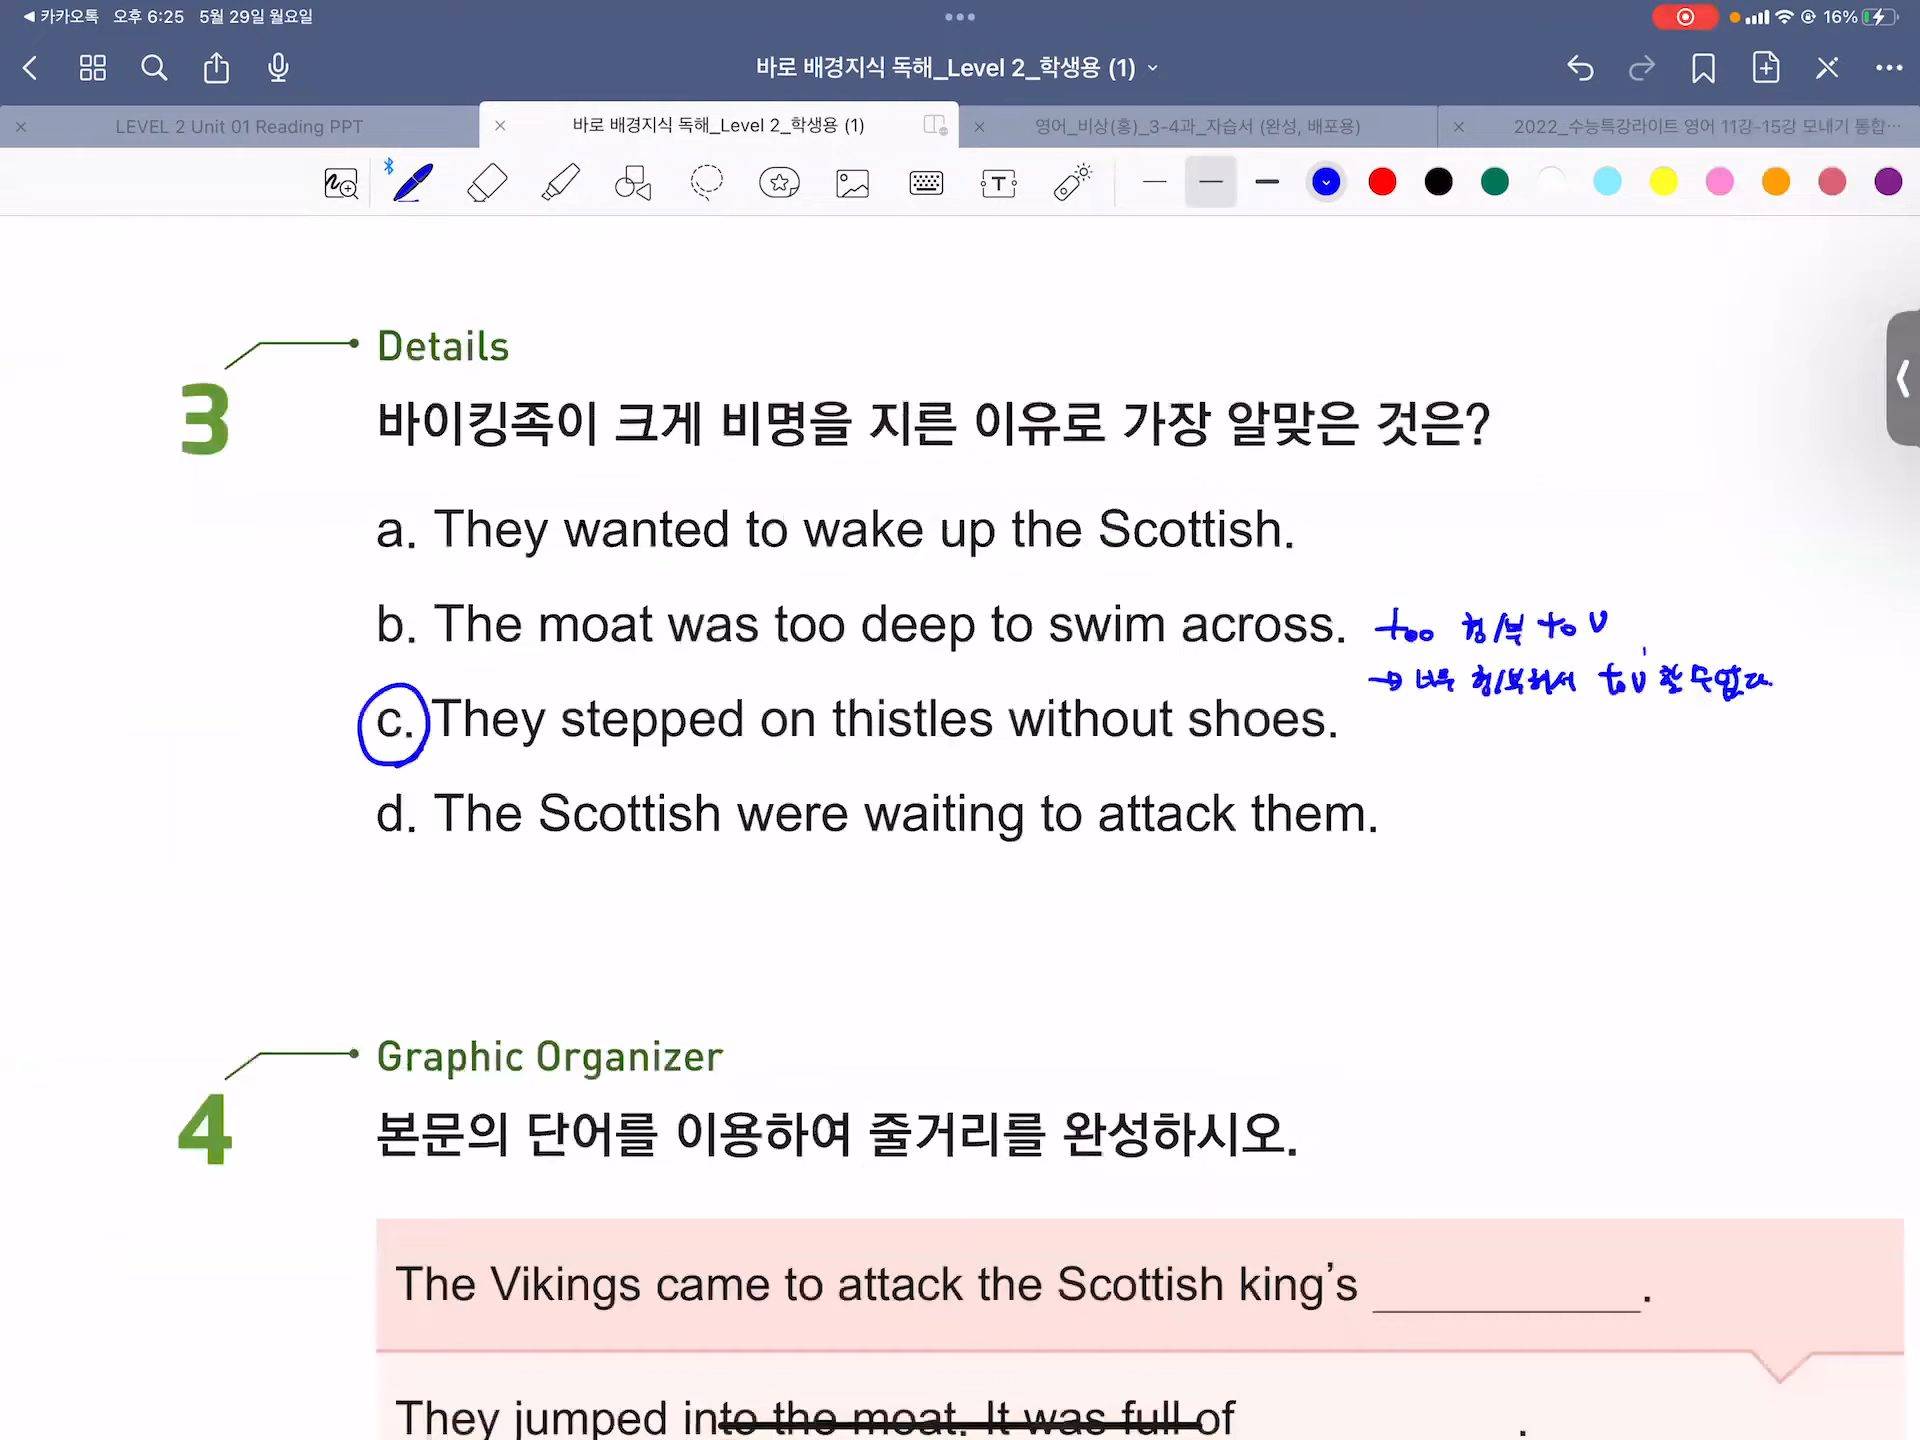 ◀ 카카오톡 오후 6:25 5월 29일 월요일
16%
바로 배경지식 독해_Level 2_학생용 (1)
LEVEL 2 Unit 01 Reading PPT
바로 배경지식 독해_Level 2_학생용 (1)
영어_비상(홍)_3-4과_자습서 (완성, 배포용)
2022_수능특강라이트 영어 11강-15강 모내기 통합…
Details
3
바이킹족이 크게 비명을 지른 이유로 가장 알맞은 것은?
a. They wanted to wake up the Scottish.
b. The moat was too deep to swim across.
too 형/부 to v
→ 너무 형/부해서 to v 할 수 없다.
c. They stepped on thistles without shoes.
d. The Scottish were waiting to attack them.
Graphic Organizer
4
본문의 단어를 이용하여 줄거리를 완성하시오.
The Vikings came to attack the Scottish king's __________.
They jumped into the moat. It was full of .